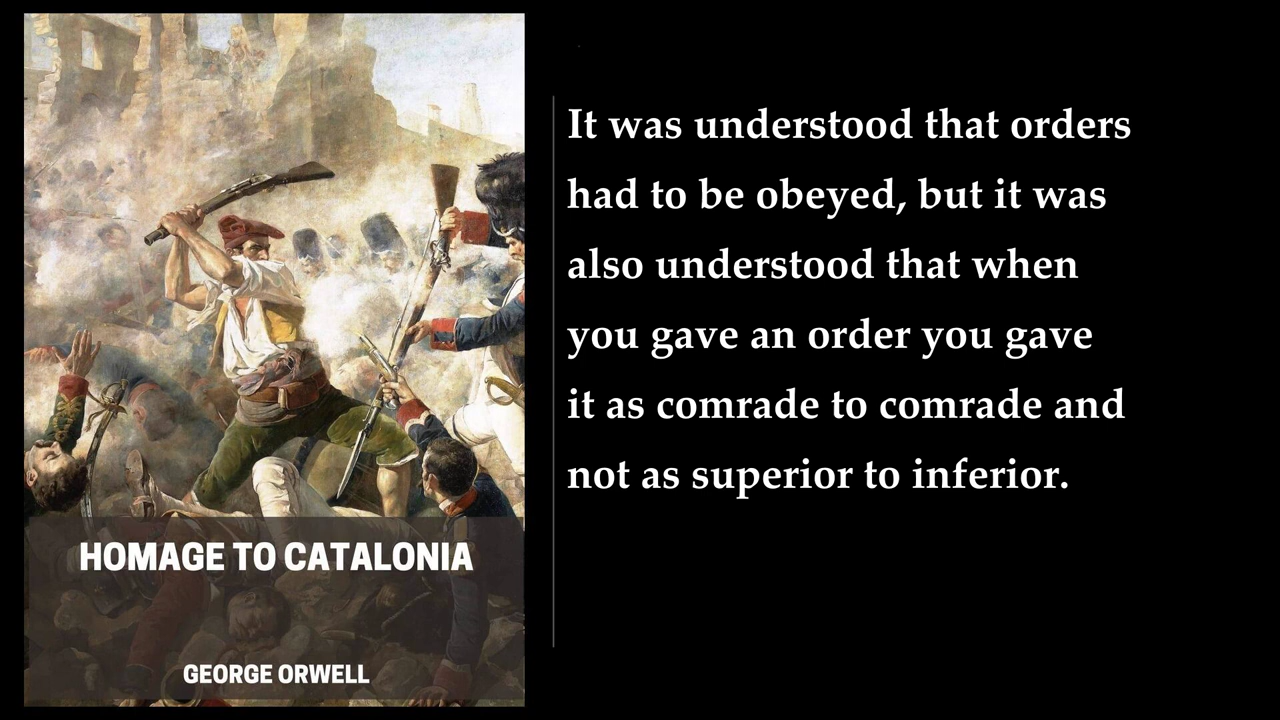 It was understood that orders
had to be obeyed, but it was
also understood that when
you gave an order you gave
it as comrade to comrade and
not as superior to inferior.
HOMAGE TO CATALONIA
GEORGE ORWELL